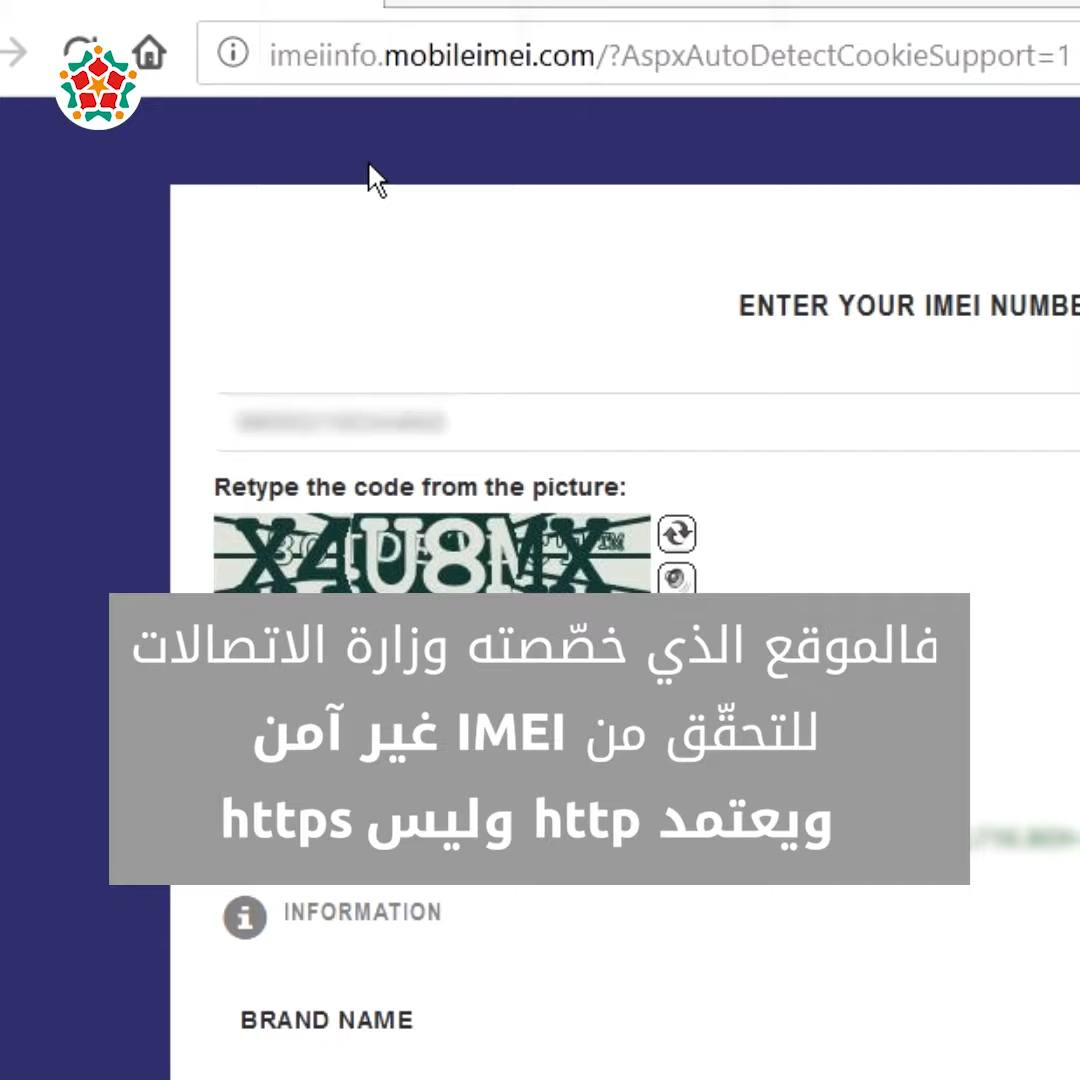 imeiinfo.mobileimei.com/?AspxAutoDetectCookieSupport=1
ENTER YOUR IMEI NUMBE
Retype the code from the picture:
X4U8MX
فالموقع الذي خصّصته وزارة الاتصالات
للتحقّق من IMEI غير آمن
ويعتمد http وليس https
INFORMATION
BRAND NAME